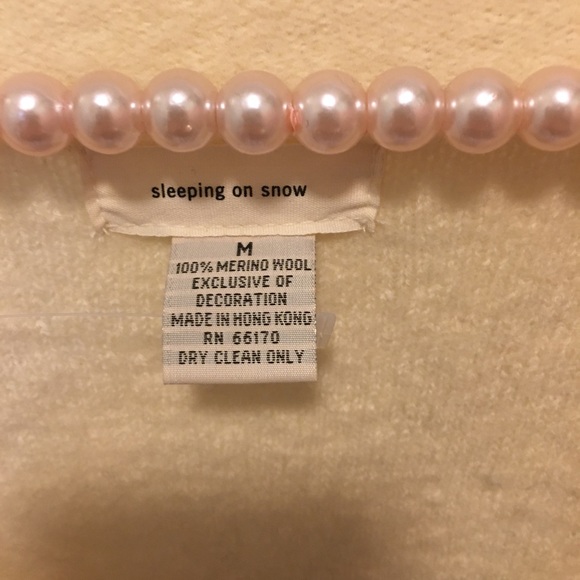 sleeping on snow
M
100% MERINO WOOL
EXCLUSIVE OF
DECORATION
MADE IN HONG KONG
RN 66170
DRY CLEAN ONLY